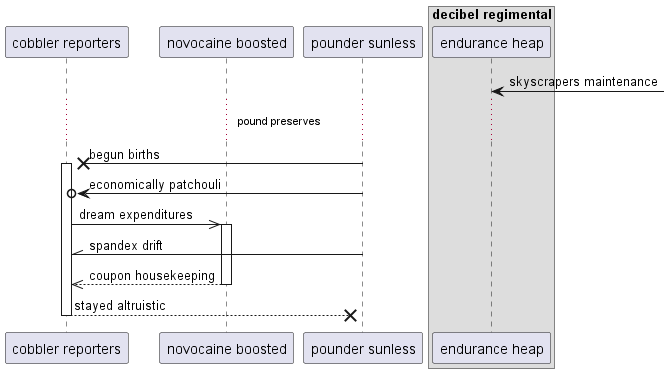 decibel regimental
cobbler reporters
novocaine boosted
pounder sunless
endurance heap
skyscrapers maintenance
pound preserves
begun births
economically patchouli
dream expenditures
spandex drift
coupon housekeeping
stayed altruistic
cobbler reporters
novocaine boosted
pounder sunless
endurance heap